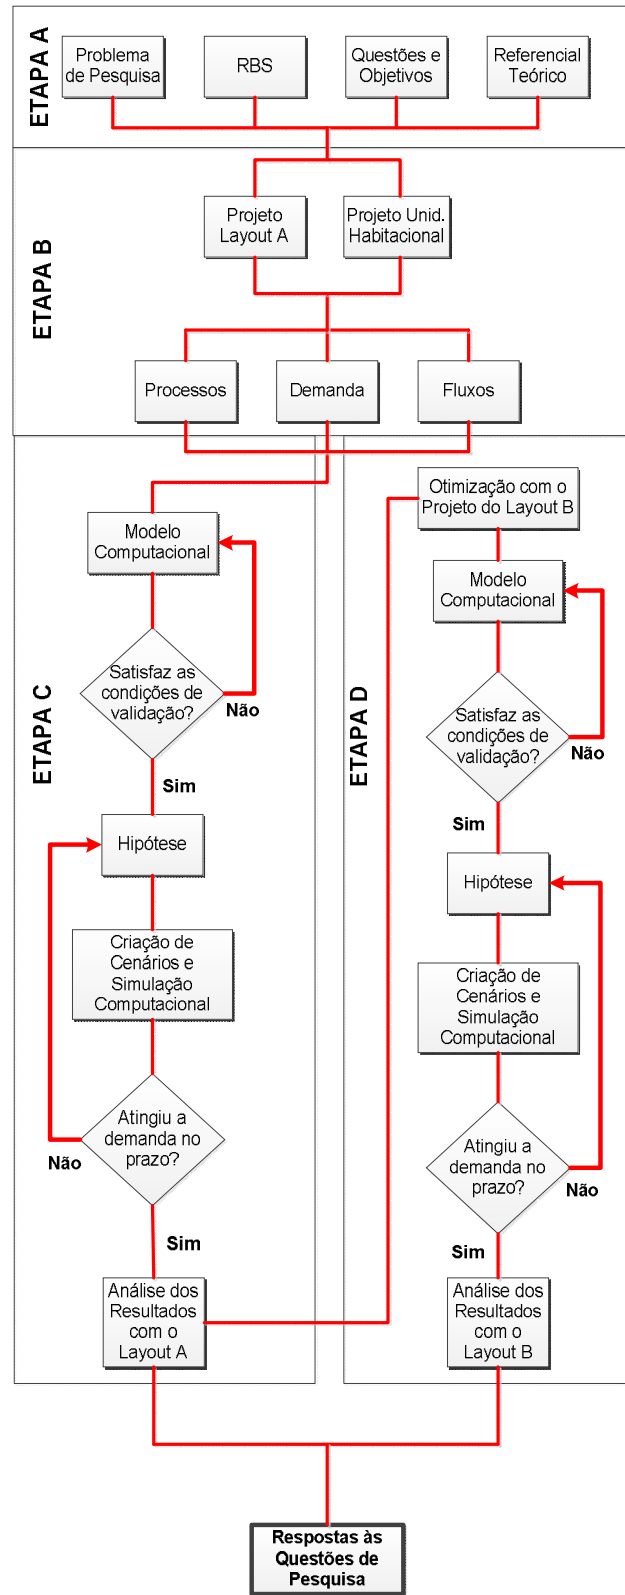 ETAPA A
Problema
de Pesquisa
RBS
Questões e
Objetivos
Referencial
Teórico
ETAPA B
Projeto
Layout A
Projeto Unid.
Habitacional
Processos
Demanda
Fluxos
ETAPA C
Modelo
Computacional
Satisfaz as
condições de
validação?
Não
Sim
Hipótese
Criação de
Cenários e
Simulação
Computacional
Atingiu a
demanda no
prazo?
Não
Sim
Análise dos
Resultados
com o
Layout A
ETAPA D
Otimização com o
Projeto do Layout B
Modelo
Computacional
Satisfaz as
condições de
validação?
Não
Sim
Hipótese
Criação de
Cenários e
Simulação
Computacional
Atingiu a
demanda no
prazo?
Não
Sim
Análise dos
Resultados
com o
Layout B
Respostas às
Questões de
Pesquisa